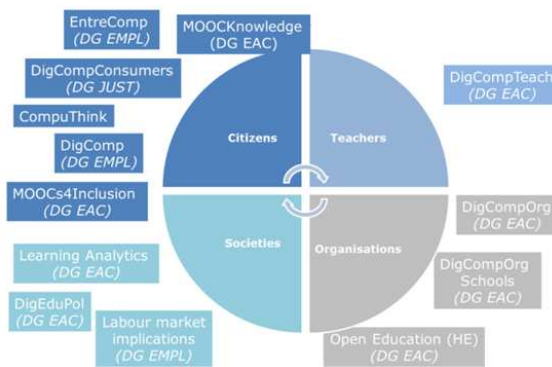 EntreComp
(DG EMPL)
MOOCKnowledge
(DG EAC)
DigCompConsumers
(DG JUST)
DigCompTeach
(DG EAC)
CompuThink
Citizens
Teachers
DigComp
(DG EMPL)
MOOCs4Inclusion
(DG EAC)
DigCompOrg
(DG EAC)
Societies
Organisations
Learning Analytics
(DG EAC)
DigCompOrg
Schools
(DG EAC)
DigEduPol
(DG EAC)
Labour market
implications
(DG EMPL)
Open Education (HE)
(DG EAC)